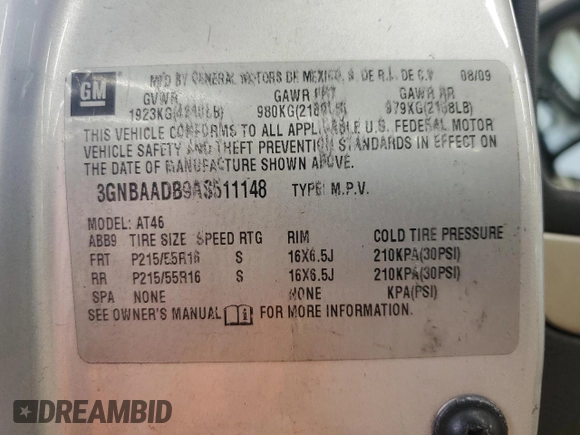 GM
MFD BY GENERAL MOTORS DE MEXICO, S. DE R.L. DE C.V 08/09
GVWR GAWR FRT GAWR RR
1923KG( LB) 980KG( LB) 979KG( LB)
THIS VEHICLE CONFORMS TO ALL APPLICABLE U.S. FEDERAL MOTOR
VEHICLE SAFETY AND THEFT PREVENTION STANDARDS IN EFFECT ON
THE DATE OF MANUFACTURE SHOWN ABOVE.
3GNBAADB9AS511148 TYPE: M.P.V.
MODEL: AT46
ABB9 TIRE SIZE SPEED RTG RIM COLD TIRE PRESSURE
FRT P215/55R16 S 16X6.5J 210KPA(30PSI)
RR P215/55R16 S 16X6.5J 210KPA(30PSI)
SPA NONE NONE KPA(PSI)
SEE OWNER'S MANUAL FOR MORE INFORMATION.
DREAMBID